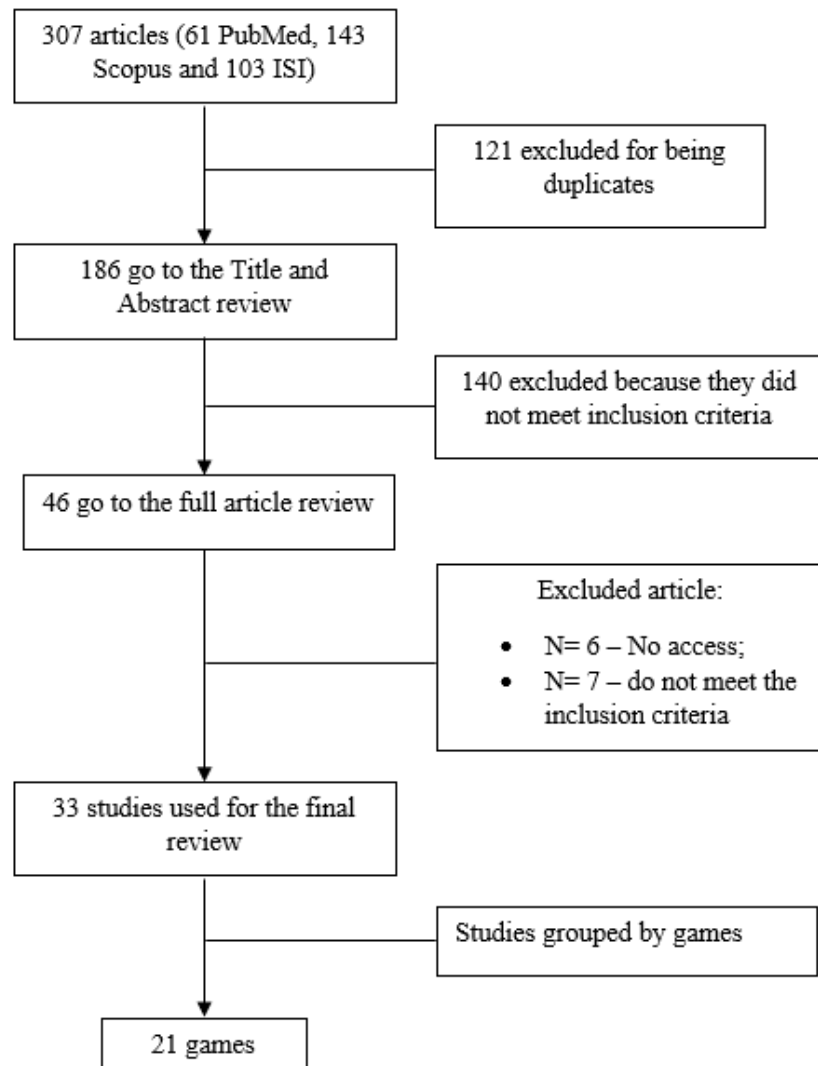 307 articles (61 PubMed, 143
Scopus and 103 ISI)
121 excluded for being
duplicates
186 go to the Title and
Abstract review
140 excluded because they did
not meet inclusion criteria
46 go to the full article review
Excluded article:
• N= 6 – No access;
• N= 7 – do not meet the
inclusion criteria
33 studies used for the final
review
Studies grouped by games
21 games